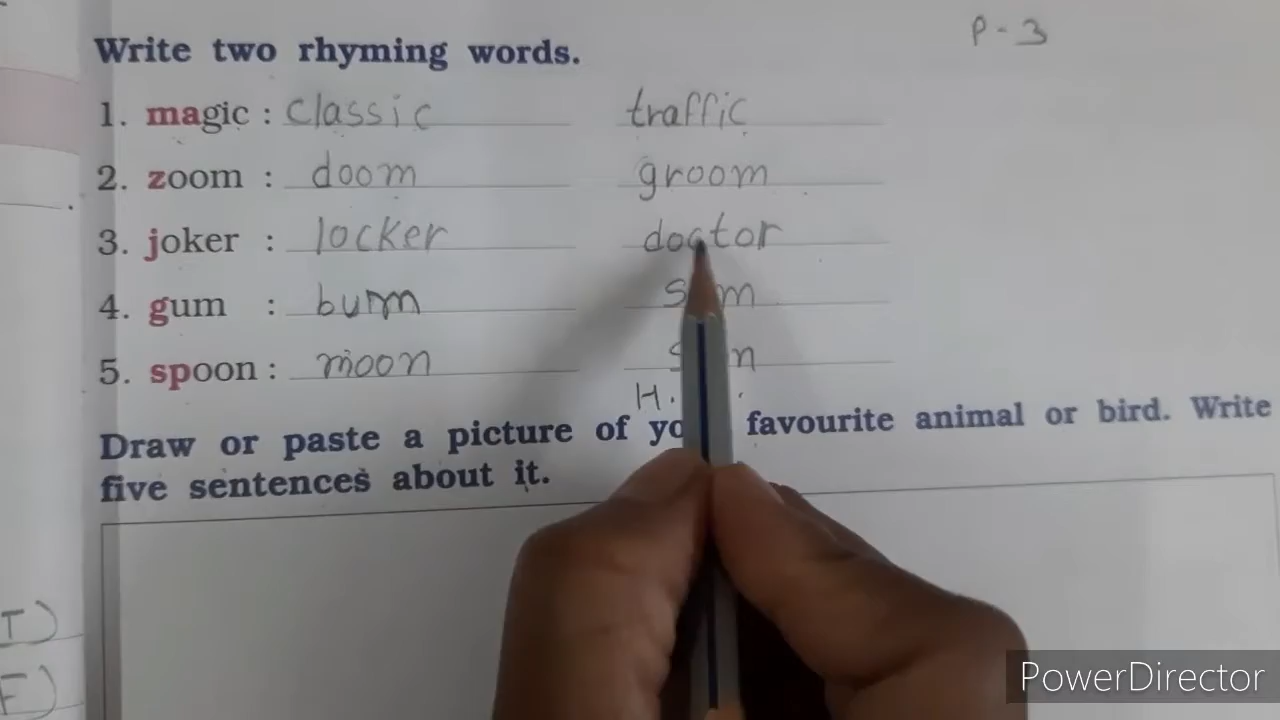 P-3
Write two rhyming words.
1. magic : classic traffic
2. zoom : doom groom
3. joker : locker doctor
4. gum : bum
5. spoon : moon
H.
Draw or paste a picture of favourite animal or bird. Write
five sentences about it.
T)
F)
PowerDirector